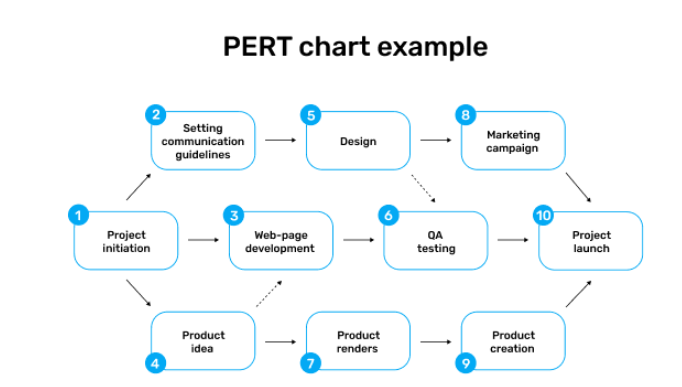 PERT chart example
2
Setting
communication
guidelines
5
Design
8
Marketing
campaign
1
Project
initiation
3
Web-page
development
6
QA
testing
10
Project
launch
4
Product
idea
7
Product
renders
9
Product
creation